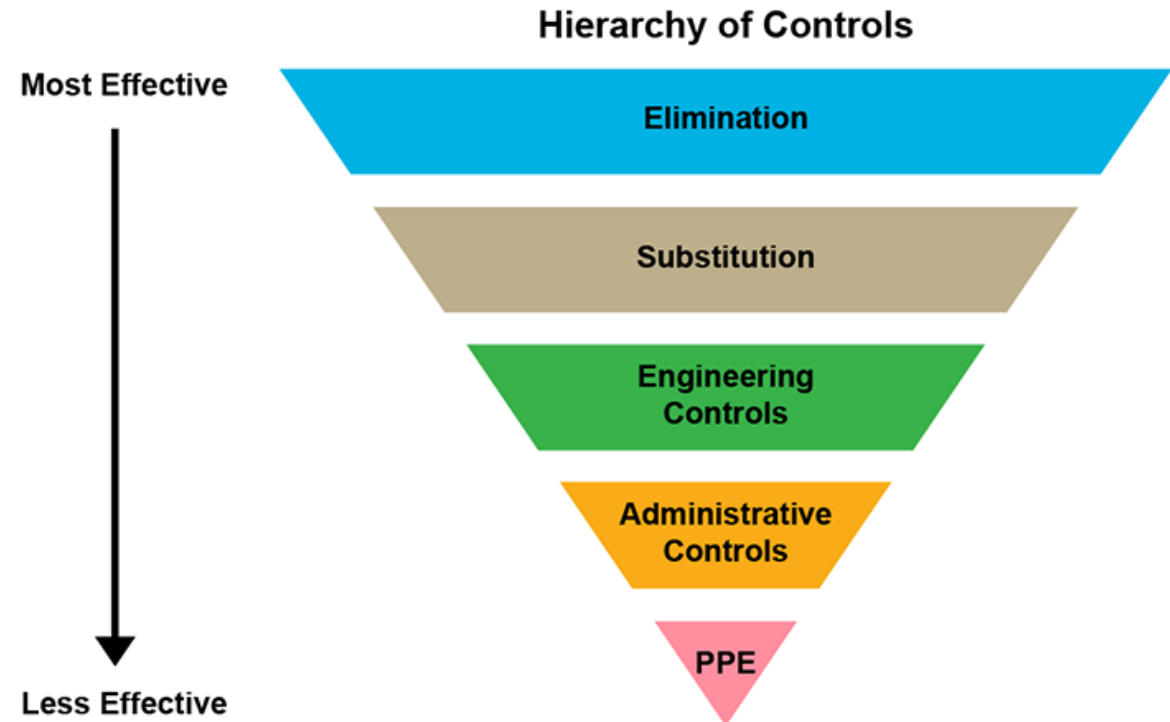 Hierarchy of Controls
Most Effective
Elimination
Substitution
Engineering
Controls
Administrative
Controls
PPE
Less Effective